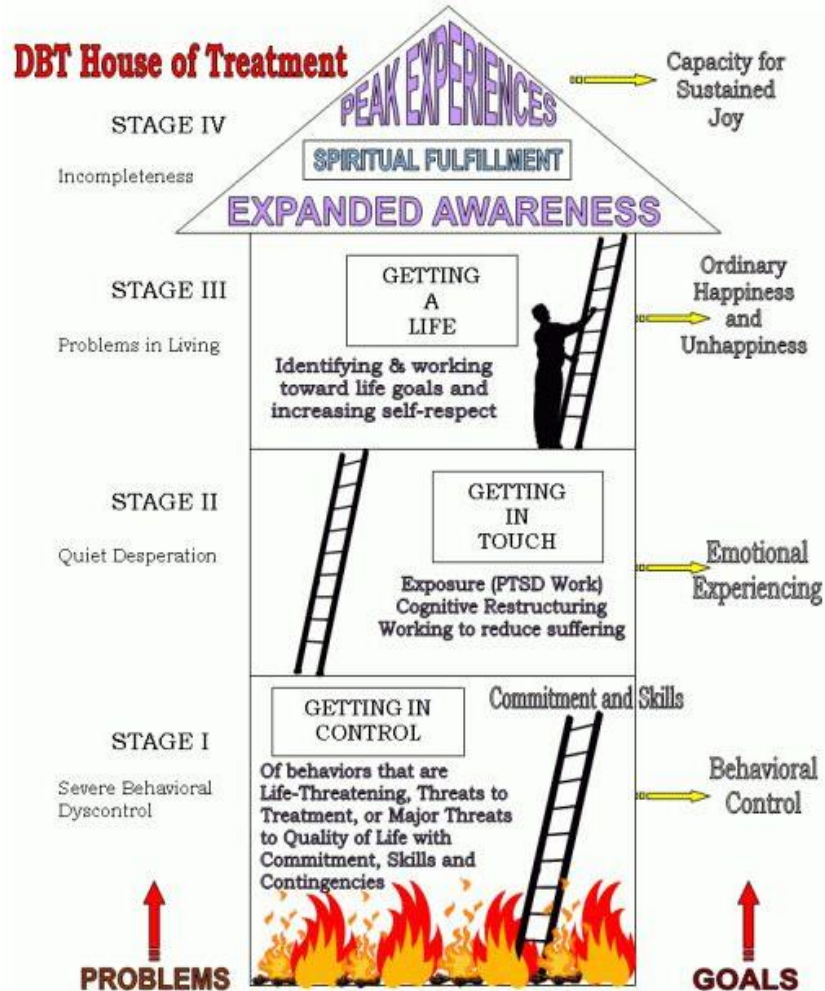 DBT House of Treatment
PEAK EXPERIENCES
Capacity for
Sustained
Joy
STAGE IV
SPIRITUAL FULFILLMENT
Incompleteness
EXPANDED AWARENESS
STAGE III
Problems in Living
GETTING
A
LIFE
Identifying & working
toward life goals and
increasing self-respect
Ordinary
Happiness
and
Unhappiness
STAGE II
Quiet Desperation
GETTING
IN
TOUCH
Exposure (PTSD Work)
Cognitive Restructuring
Working to reduce suffering
Emotional
Experiencing
STAGE I
Severe Behavioral
Dyscontrol
GETTING IN
CONTROL
Commitment and Skills
Of behaviors that are
Life-Threatening, Threats to
Treatment, or Major Threats
to Quality of Life with
Commitment, Skills and
Contingencies
Behavioral
Control
PROBLEMS
GOALS